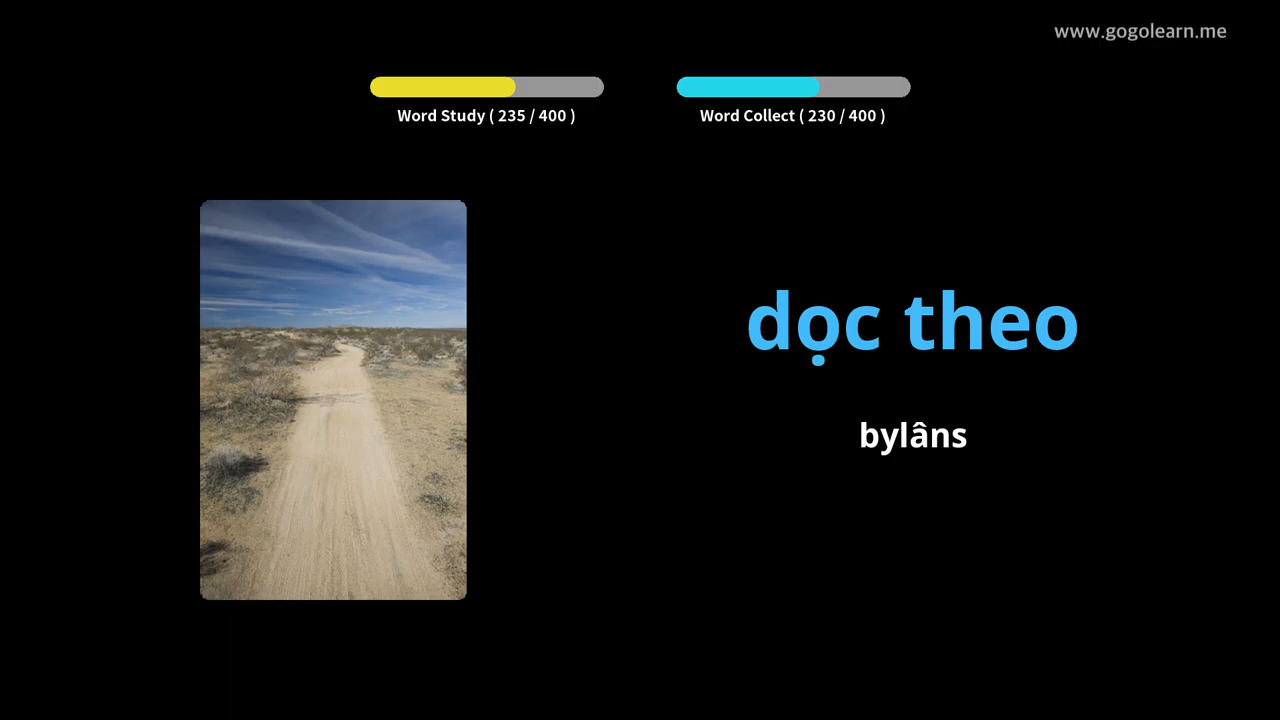 www.gogolearn.me
Word Study ( 235 / 400 )
Word Collect ( 230 / 400 )
dọc theo
bylâns